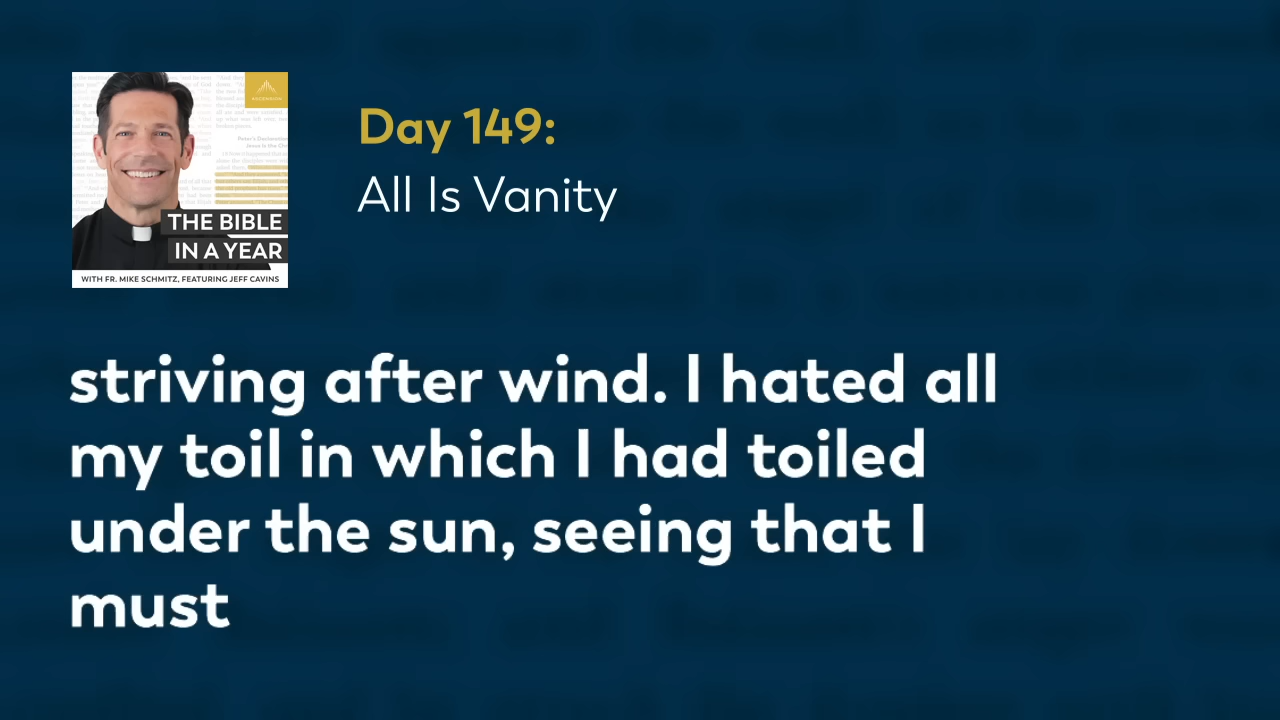 Day 149:
All Is Vanity
THE BIBLE
IN A YEAR
WITH FR. MIKE SCHMITZ, FEATURING JEFF CAVINS
striving after wind. I hated all
my toil in which I had toiled
under the sun, seeing that I
must